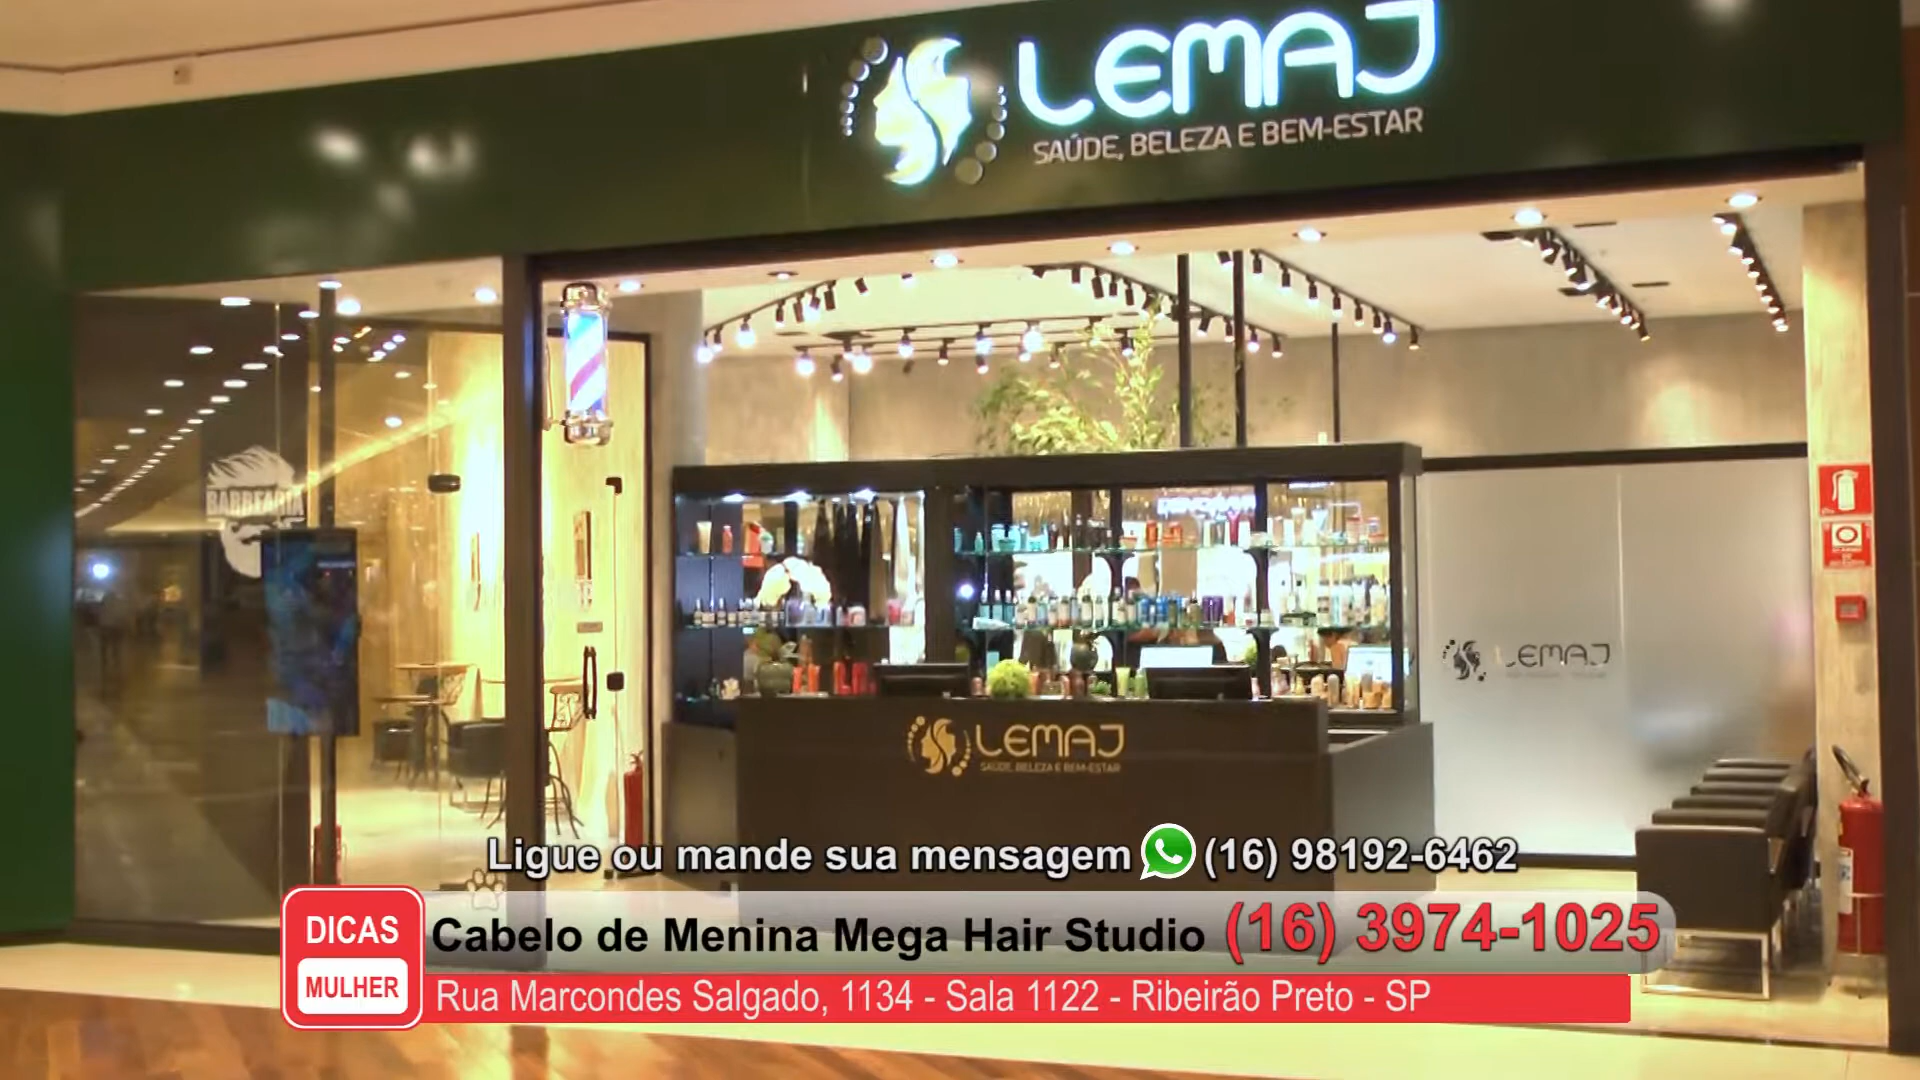 LEMAJ
SAÚDE, BELEZA E BEM-ESTAR
BARBEARIA
LEMAJ
LEMAJ
SAÚDE, BELEZA E BEM-ESTAR
Ligue ou mande sua mensagem (16) 98192-6462
DICAS
MULHER
Cabelo de Menina Mega Hair Studio (16) 3974-1025
Rua Marcondes Salgado, 1134 - Sala 1122 - Ribeirão Preto - SP